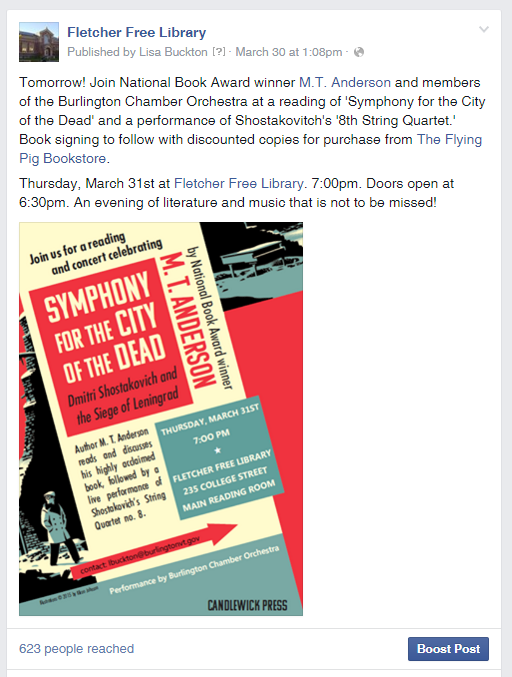 Fletcher Free Library
Published by Lisa Buckton [?] · March 30 at 1:08pm ·
Tomorrow! Join National Book Award winner M.T. Anderson and members
of the Burlington Chamber Orchestra at a reading of 'Symphony for the City
of the Dead' and a performance of Shostakovitch's '8th String Quartet.'
Book signing to follow with discounted copies for purchase from The Flying
Pig Bookstore.
Thursday, March 31st at Fletcher Free Library. 7:00pm. Doors open at
6:30pm. An evening of literature and music that is not to be missed!
Join us for a reading
and concert celebrating
SYMPHONY
FOR THE CITY
OF THE DEAD
Dmitri Shostakovich and
the Siege of Leningrad
by National Book Award winner
M. T. ANDERSON
Author M. T. Anderson
reads and discusses
his highly acclaimed
book, followed by a
live performance of
Shostakovich's String
Quartet no. 8.
THURSDAY, MARCH 31ST
7:00 PM
★
FLETCHER FREE LIBRARY
235 COLLEGE STREET
MAIN READING ROOM
contact: lbuckton@burlingtonvt.gov
Performance by Burlington Chamber Orchestra
CANDLEWICK PRESS
623 people reached
Boost Post